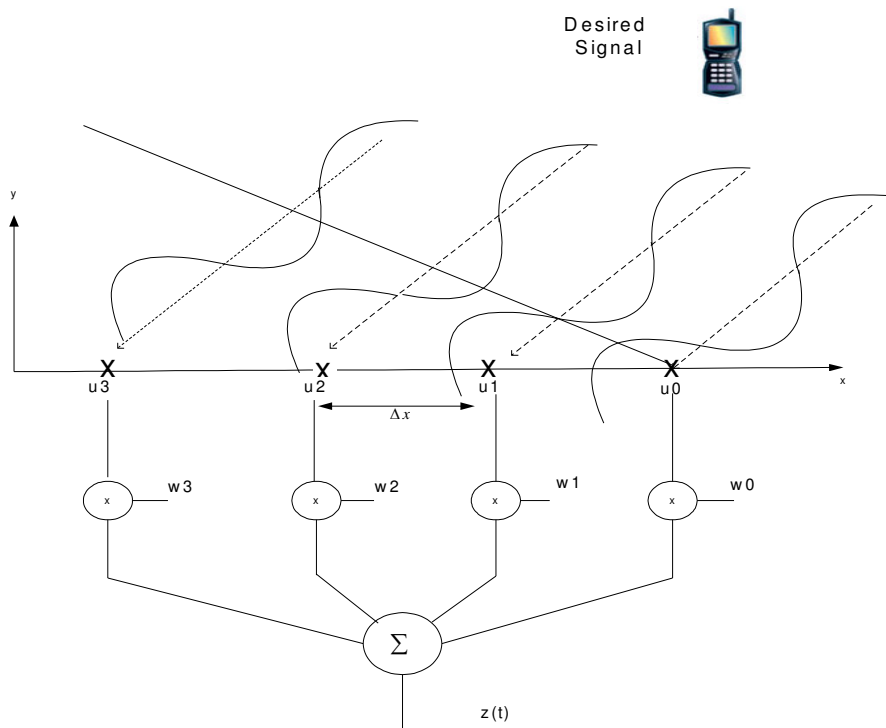 Desired
Signal
y
X X X X
x
u3 u2 u1 u0
Δx
w3 w2 w1 w0
x x x x
Σ
z(t)